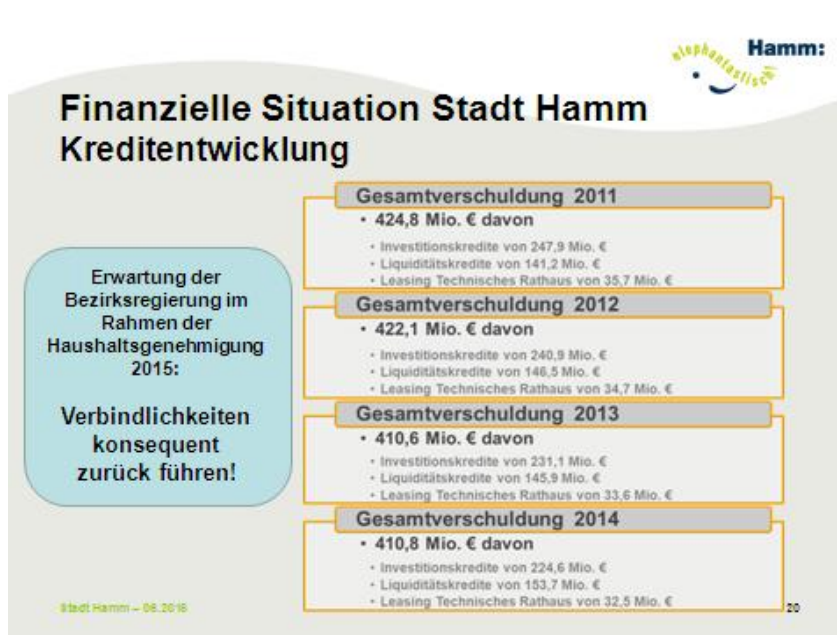 elephantastisch
Hamm:
Finanzielle Situation Stadt Hamm
Kreditentwicklung
Erwartung der
Bezirksregierung im
Rahmen der
Haushaltsgenehmigung
2015:
Verbindlichkeiten
konsequent
zurück führen!
Gesamtverschuldung 2011
• 424,8 Mio. € davon
• Investitionskredite von 247,9 Mio. €
• Liquiditätskredite von 141,2 Mio. €
• Leasing Technisches Rathaus von 35,7 Mio. €
Gesamtverschuldung 2012
• 422,1 Mio. € davon
• Investitionskredite von 240,9 Mio. €
• Liquiditätskredite von 146,5 Mio. €
• Leasing Technisches Rathaus von 34,7 Mio. €
Gesamtverschuldung 2013
• 410,6 Mio. € davon
• Investitionskredite von 231,1 Mio. €
• Liquiditätskredite von 145,9 Mio. €
• Leasing Technisches Rathaus von 33,6 Mio. €
Gesamtverschuldung 2014
• 410,8 Mio. € davon
• Investitionskredite von 224,6 Mio. €
• Liquiditätskredite von 153,7 Mio. €
• Leasing Technisches Rathaus von 32,5 Mio. €
Stadt Hamm – 06.2016
20